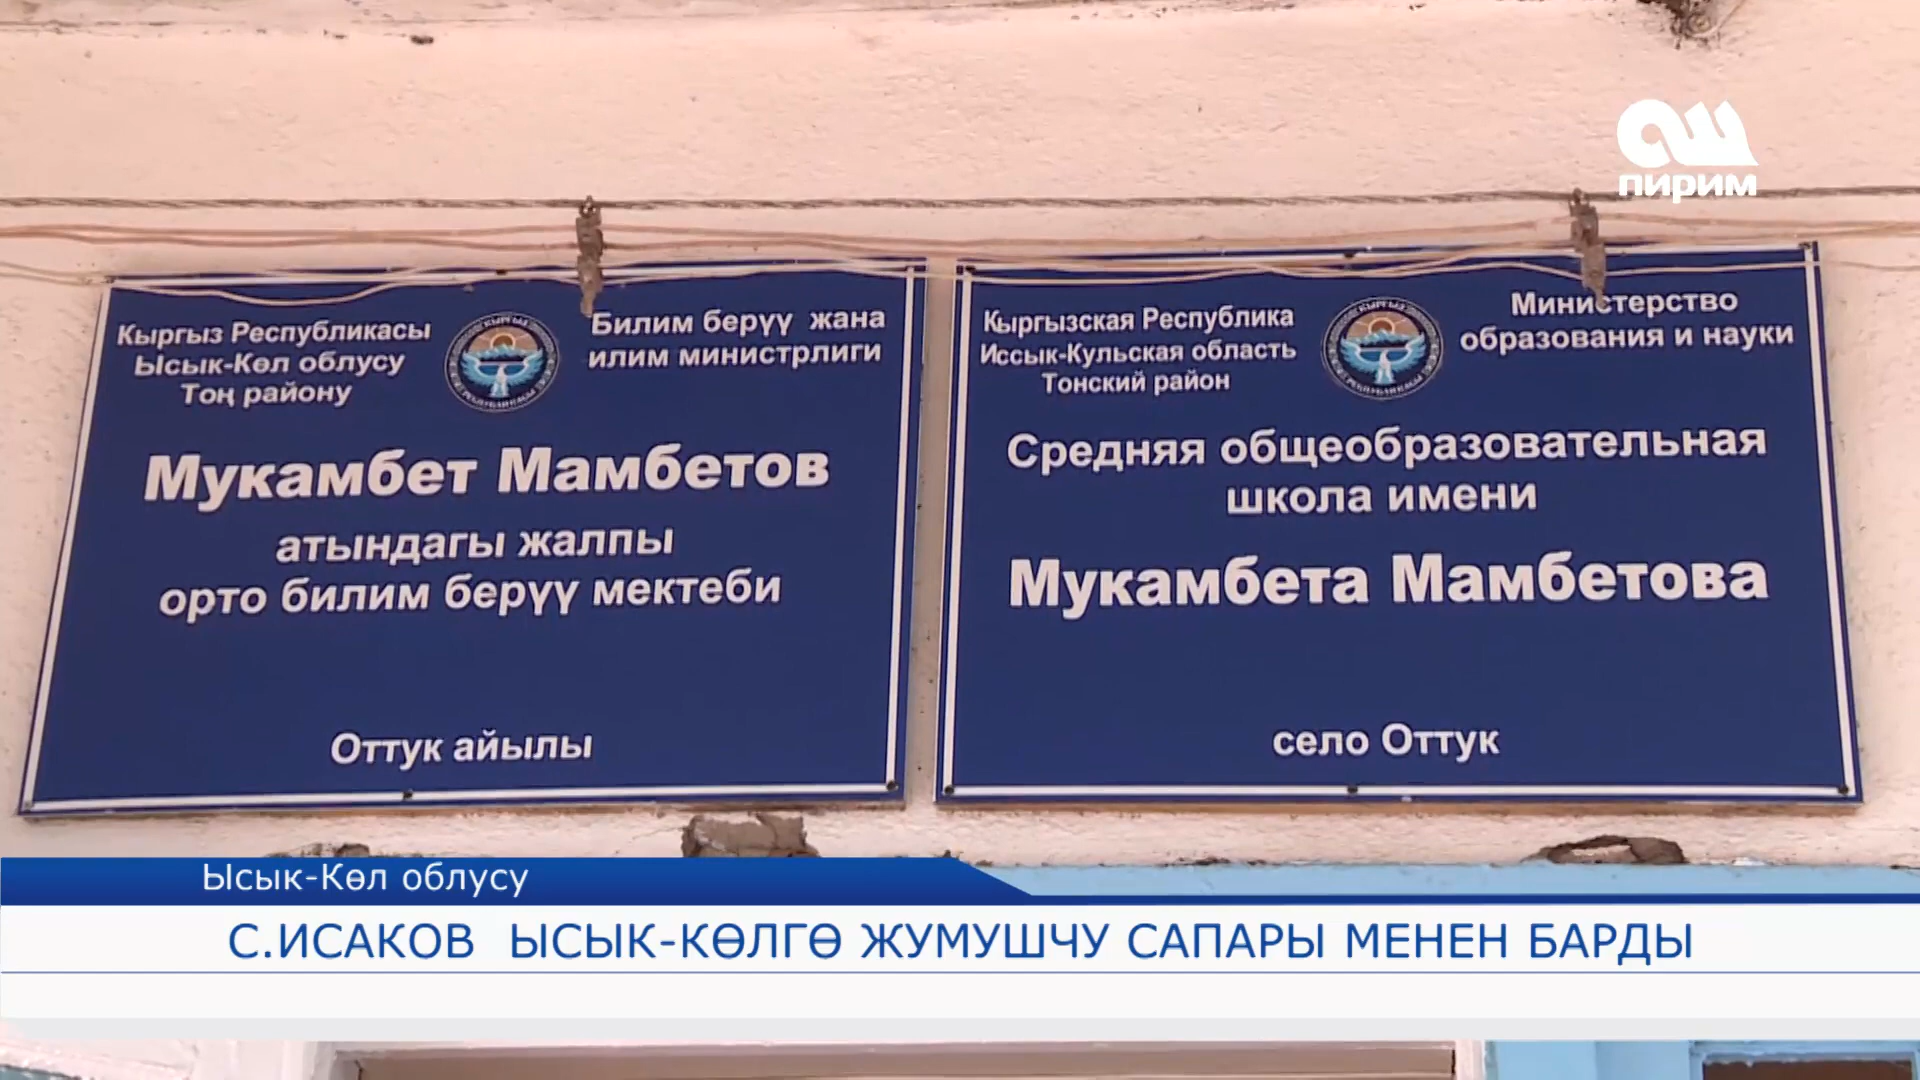 ош
пирим
Кыргыз Республикасы
Ысык-Көл облусу
Тоң району
Билим берүү жана
илим министрлиги
Мукамбет Мамбетов
атындагы жалпы
орто билим берүү мектеби
Оттук айылы
Кыргызская Республика
Иссык-Кульская область
Тонский район
Министерство
образования и науки
Средняя общеобразовательная
школа имени
Мукамбета Мамбетова
село Оттук
Ысык-Көл облусу
С.ИСАКОВ ЫСЫК-КӨЛГӨ ЖУМУШЧУ САПАРЫ МЕНЕН БАРДЫ